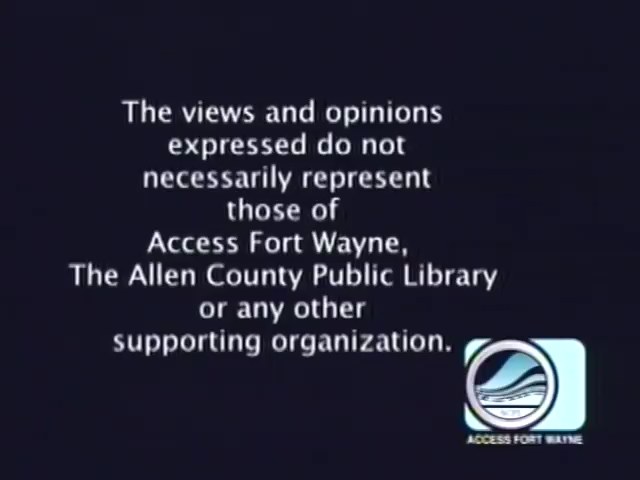 The views and opinions
expressed do not
necessarily represent
those of
Access Fort Wayne,
The Allen County Public Library
or any other
supporting organization.
ACCESS FORT WAYNE